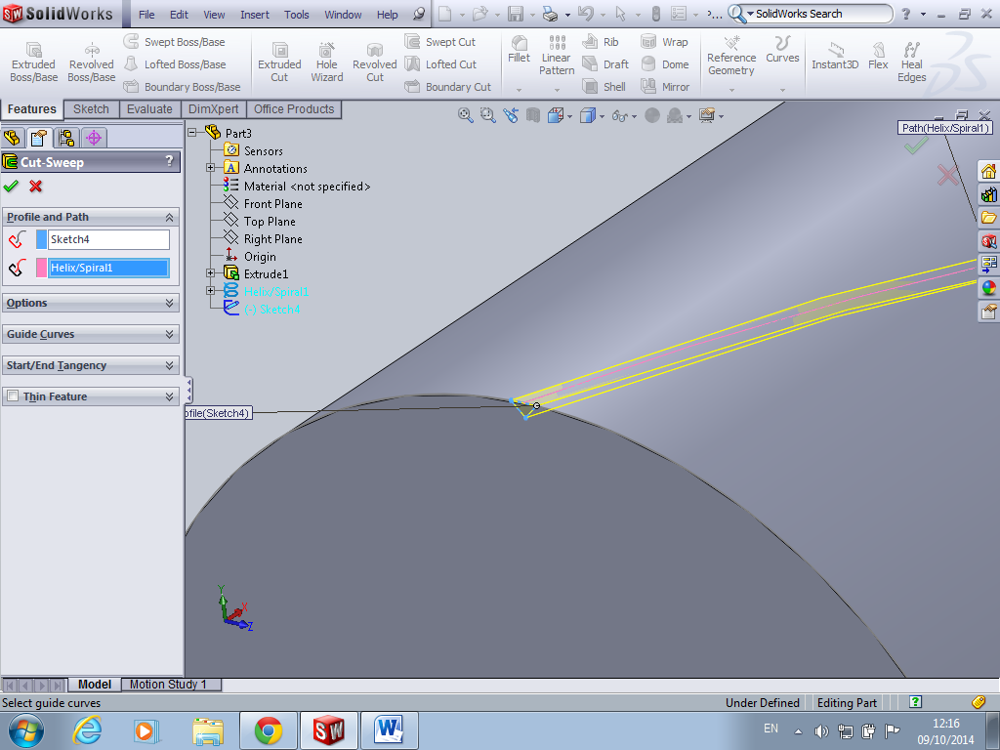 SolidWorks File Edit View Insert Tools Window Help SolidWorks Search
Extruded Boss/Base
Revolved Boss/Base
Swept Boss/Base
Lofted Boss/Base
Boundary Boss/Base
Extruded Cut
Hole Wizard
Revolved Cut
Swept Cut
Lofted Cut
Boundary Cut
Fillet
Linear Pattern
Rib
Draft
Shell
Wrap
Dome
Mirror
Reference Geometry
Curves
Instant3D
Flex
Heal Edges
Features Sketch Evaluate DimXpert Office Products
Cut-Sweep ?
Profile and Path
Sketch4
Helix/Spiral1
Options
Guide Curves
Start/End Tangency
Thin Feature
Part3
Sensors
Annotations
Material <not specified>
Front Plane
Top Plane
Right Plane
Origin
Extrude1
Helix/Spiral1
(-) Sketch4
Path(Helix/Spiral1)
ofile(Sketch4)
Y
X
Z
Model Motion Study 1
Select guide curves Under Defined Editing Part
EN 12:16
09/10/2014